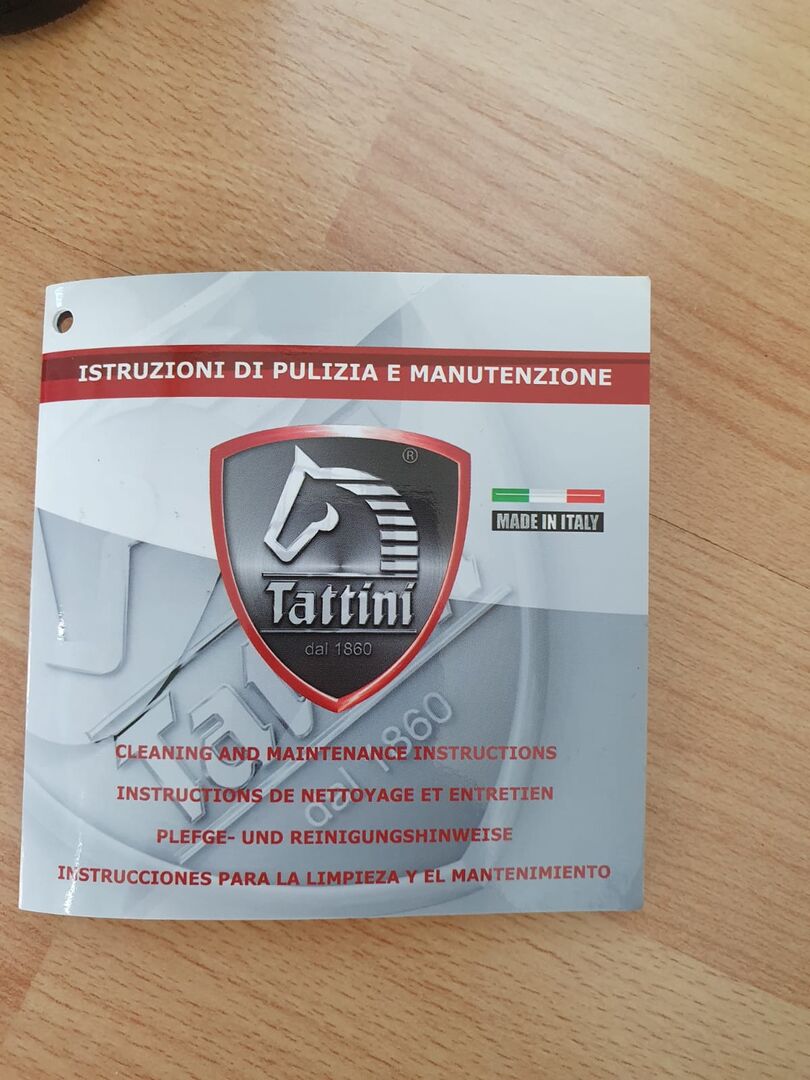 ISTRUZIONI DI PULIZIA E MANUTENZIONE
®
MADE IN ITALY
Tattini
dal 1860
Tat
dal 1860
CLEANING AND MAINTENANCE INSTRUCTIONS
INSTRUCTIONS DE NETTOYAGE ET ENTRETIEN
PLEFGE- UND REINIGUNGSHINWEISE
INSTRUCCIONES PARA LA LIMPIEZA Y EL MANTENIMIENTO